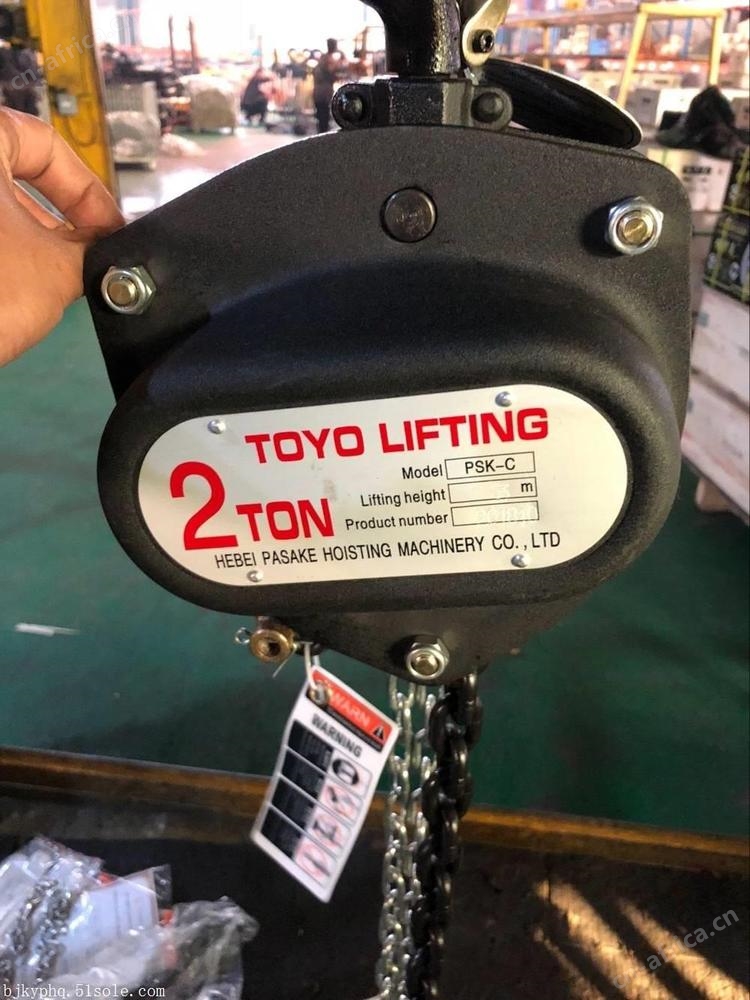 TOYO LIFTING
2 TON
Model PSK-C
Lifting height m
Product number
HEBEI PASAKE HOISTING MACHINERY CO., LTD
WARN
WARNING
bjkyphq.51sole.com